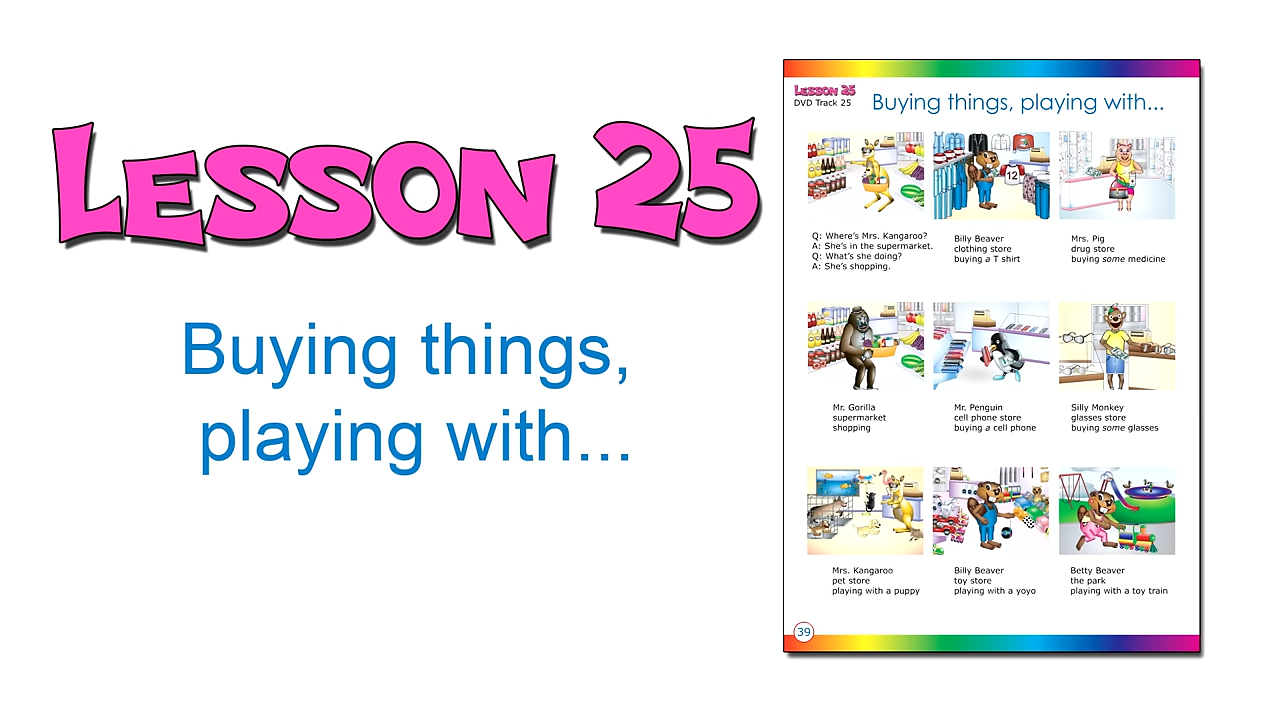 LESSON 25
Buying things,
playing with...
LESSON 25
DVD Track 25
Buying things, playing with...
12
Q: Where's Mrs. Kangaroo?
A: She's in the supermarket.
Q: What's she doing?
A: She's shopping.
Billy Beaver
clothing store
buying a T shirt
Mrs. Pig
drug store
buying some medicine
Mr. Gorilla
supermarket
shopping
Mr. Penguin
cell phone store
buying a cell phone
Silly Monkey
glasses store
buying some glasses
Mrs. Kangaroo
pet store
playing with a puppy
Billy Beaver
toy store
playing with a yoyo
Betty Beaver
the park
playing with a toy train
39